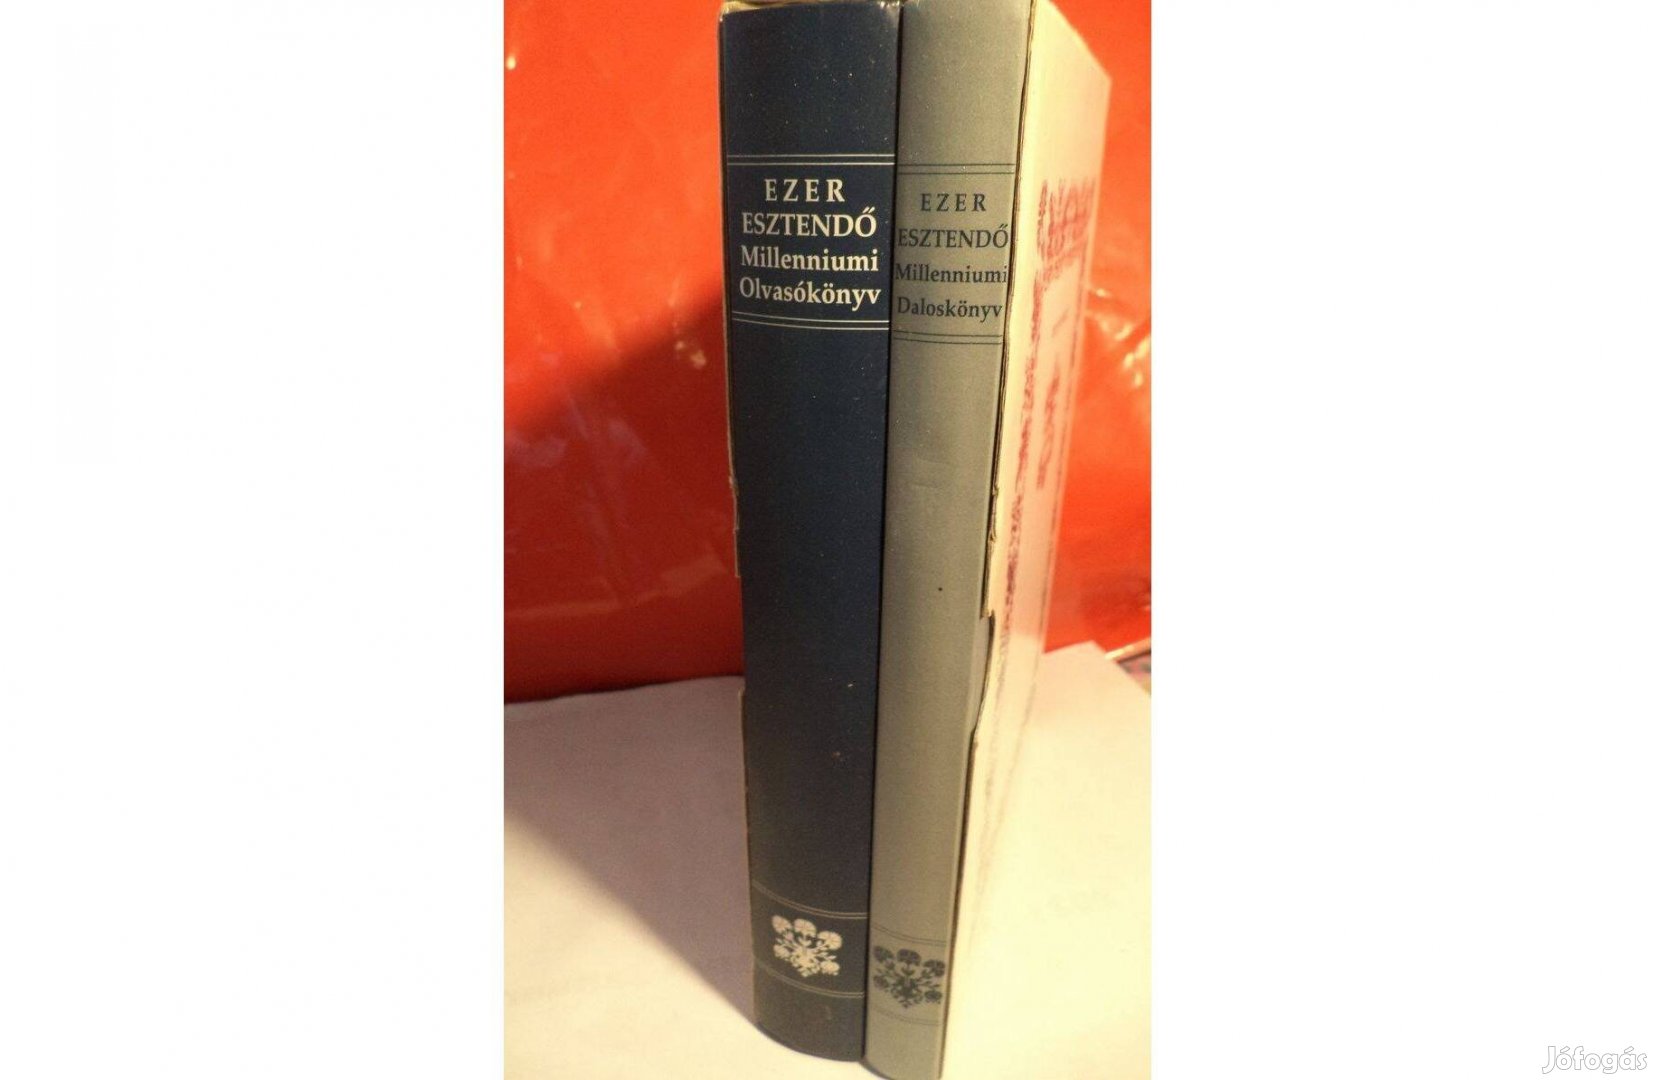 EZER
ESZTENDŐ
Millenniumi
Olvasókönyv
EZER
ESZTENDŐ
Millenniumi
Daloskönyv
Jófogás